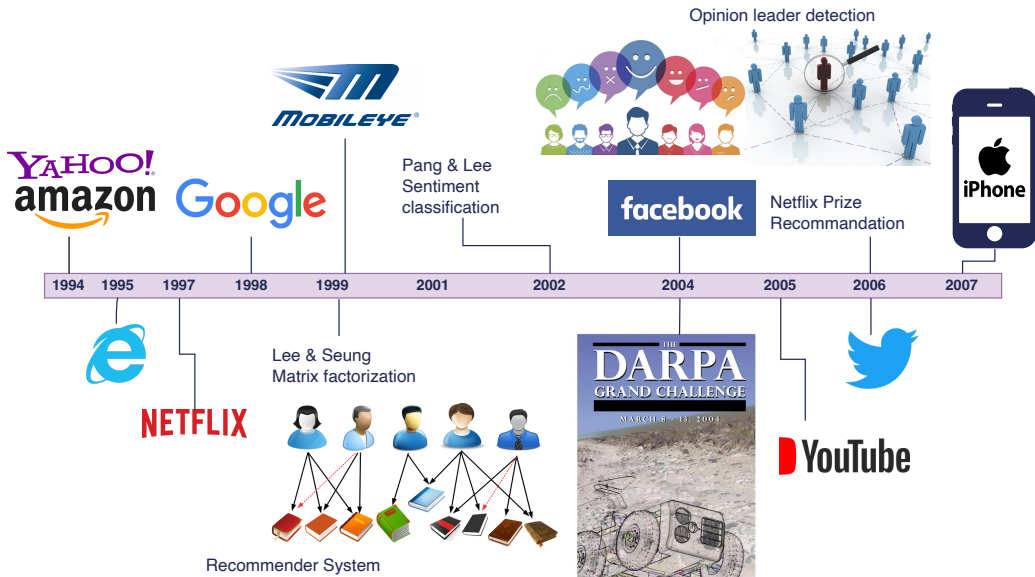 Opinion leader detection
MOBILEYE®
YAHOO!
amazon
Google
Pang & Lee
Sentiment
classification
facebook
Netflix Prize
Recommandation
iPhone
1994 1995 1997 1998 1999 2001 2002 2004 2005 2006 2007
NETFLIX
Lee & Seung
Matrix factorization
THE
DARPA
GRAND CHALLENGE
MARCH 8 - 13, 2004
YouTube
Recommender System